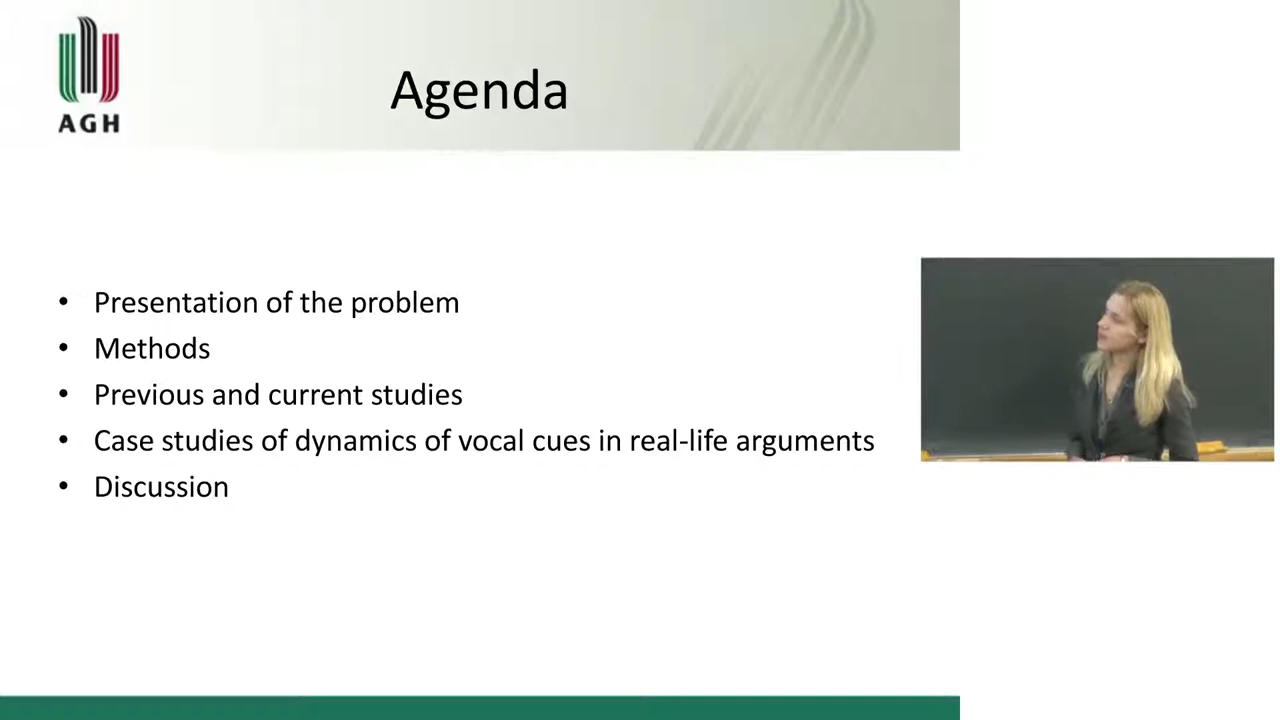 AGH
Agenda
• Presentation of the problem
• Methods
• Previous and current studies
• Case studies of dynamics of vocal cues in real-life arguments
• Discussion